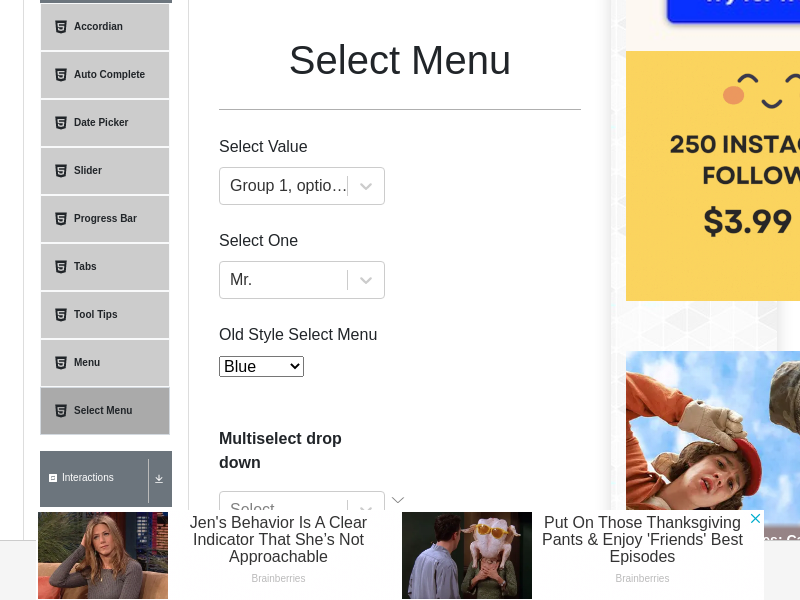 Accordian
Auto Complete
Date Picker
Slider
Progress Bar
Tabs
Tool Tips
Menu
Select Menu
Interactions
Select Menu
Select Value
Group 1, optio…
Select One
Mr.
Old Style Select Menu
Blue
Multiselect drop
down
Select...
250 INSTAG
FOLLOW
$3.99
Jen's Behavior Is A Clear
Indicator That She’s Not
Approachable
Brainberries
Put On Those Thanksgiving
Pants & Enjoy 'Friends' Best
Episodes
Brainberries